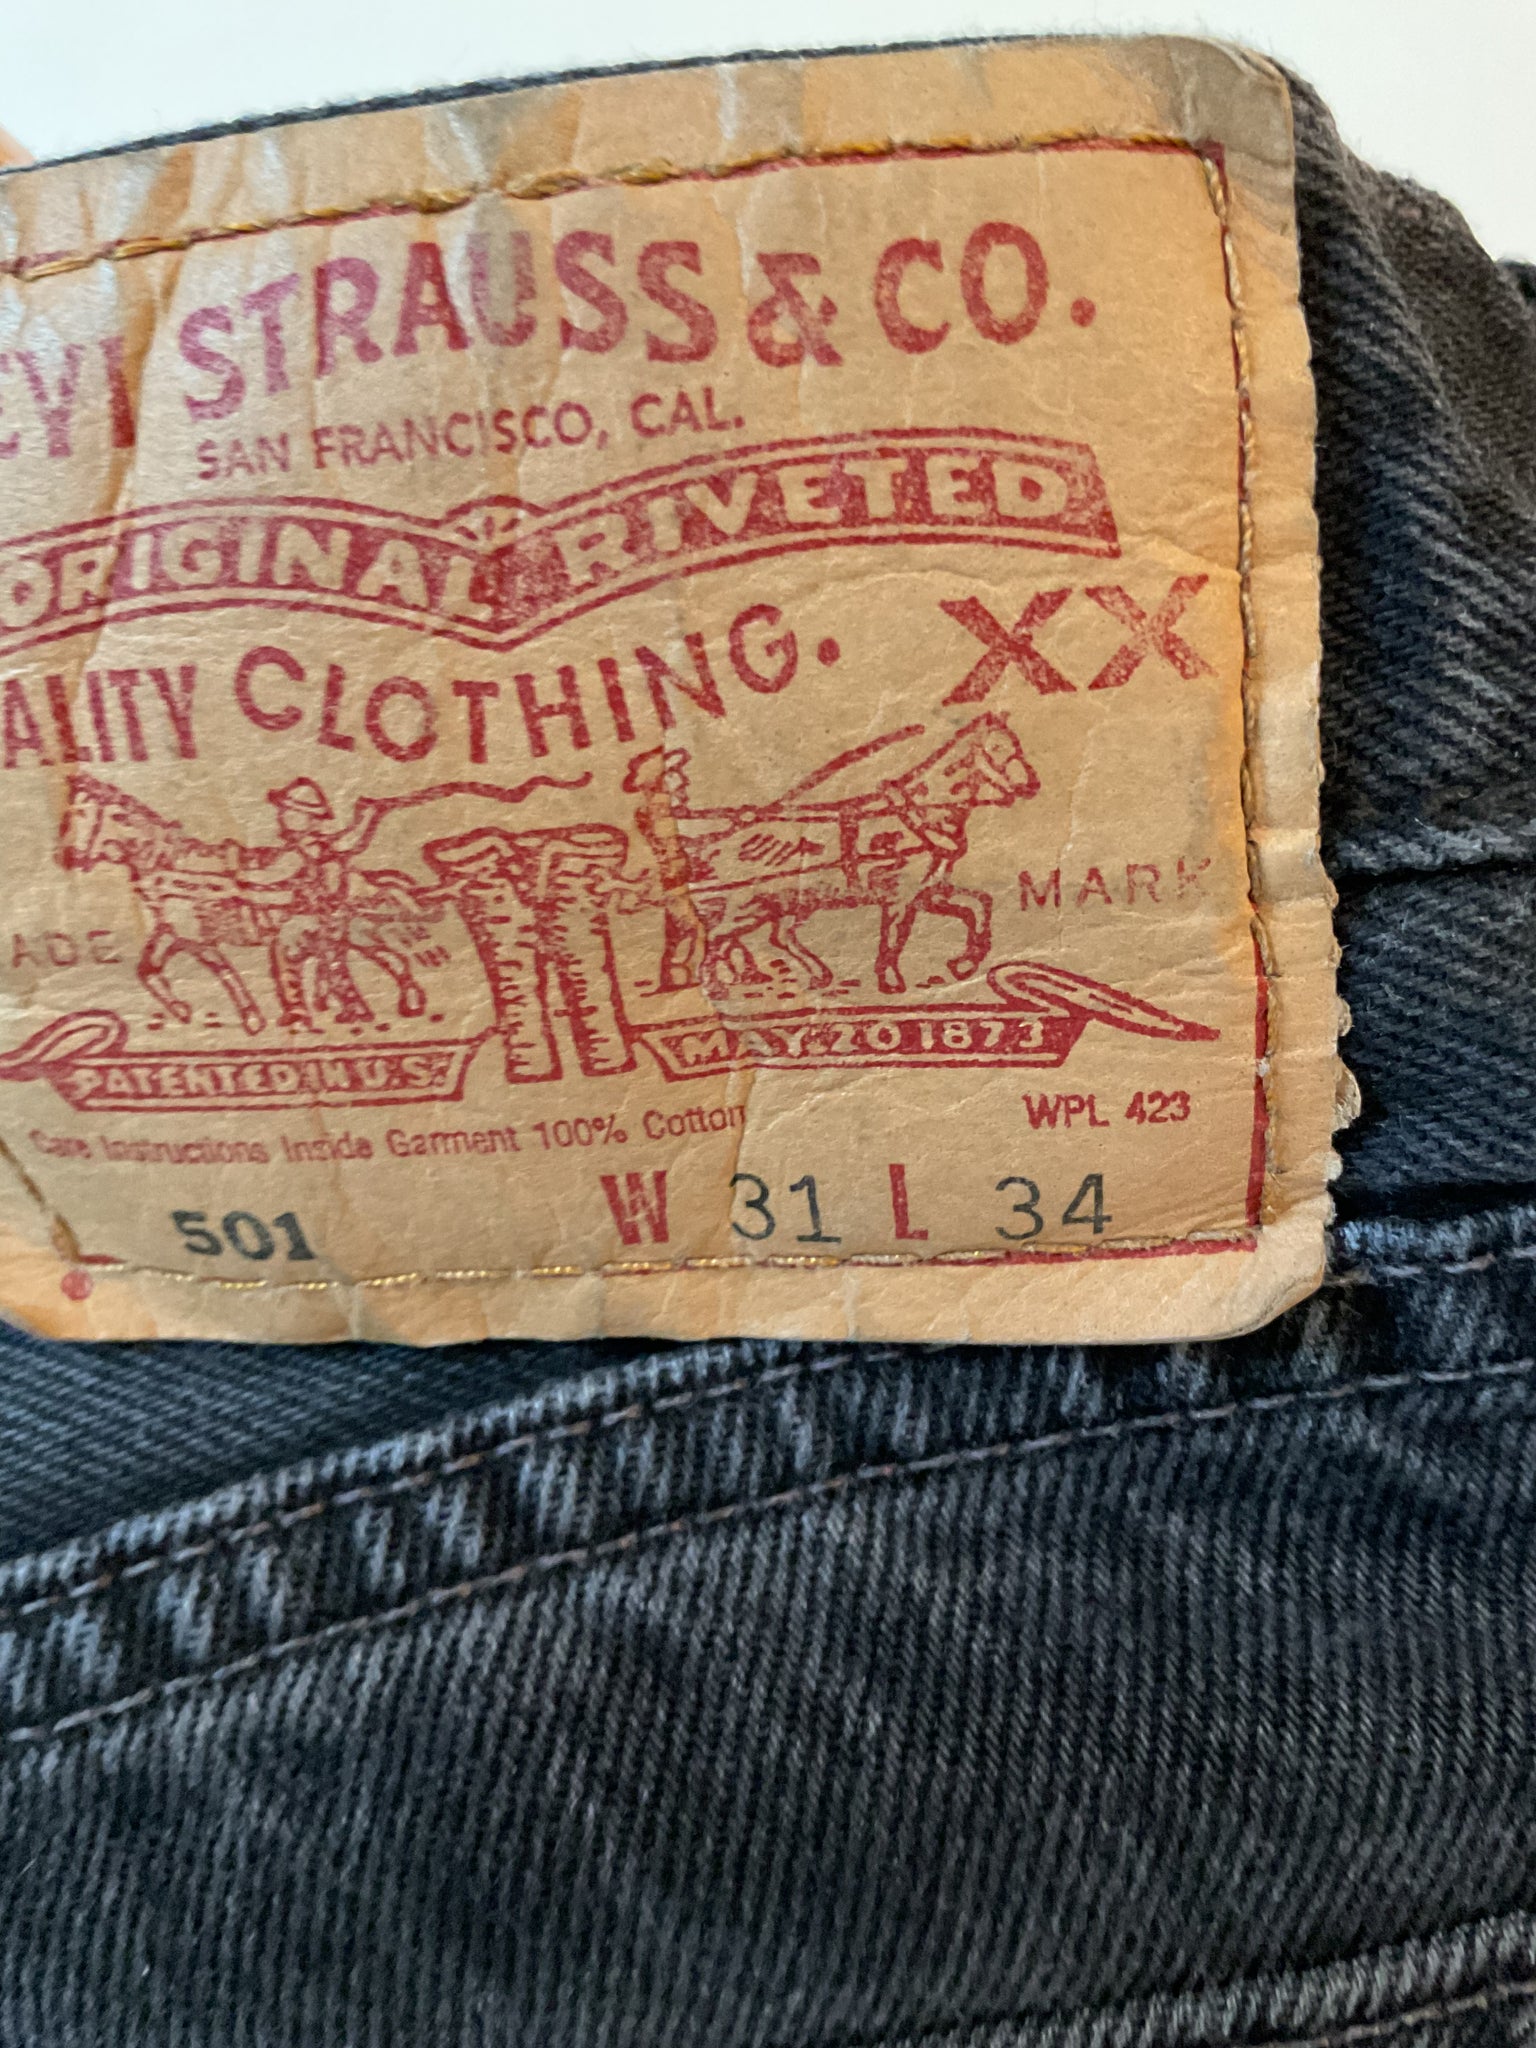 EVI STRAUSS & CO.
SAN FRANCISCO, CAL.
ORIGINAL RIVETED
ALITY CLOTHING. XX
ADE MARK
PATENTED IN U.S. MAY 20 1873
WPL 423
Care Instructions Inside Garment 100% Cotton
501 W 31 L 34